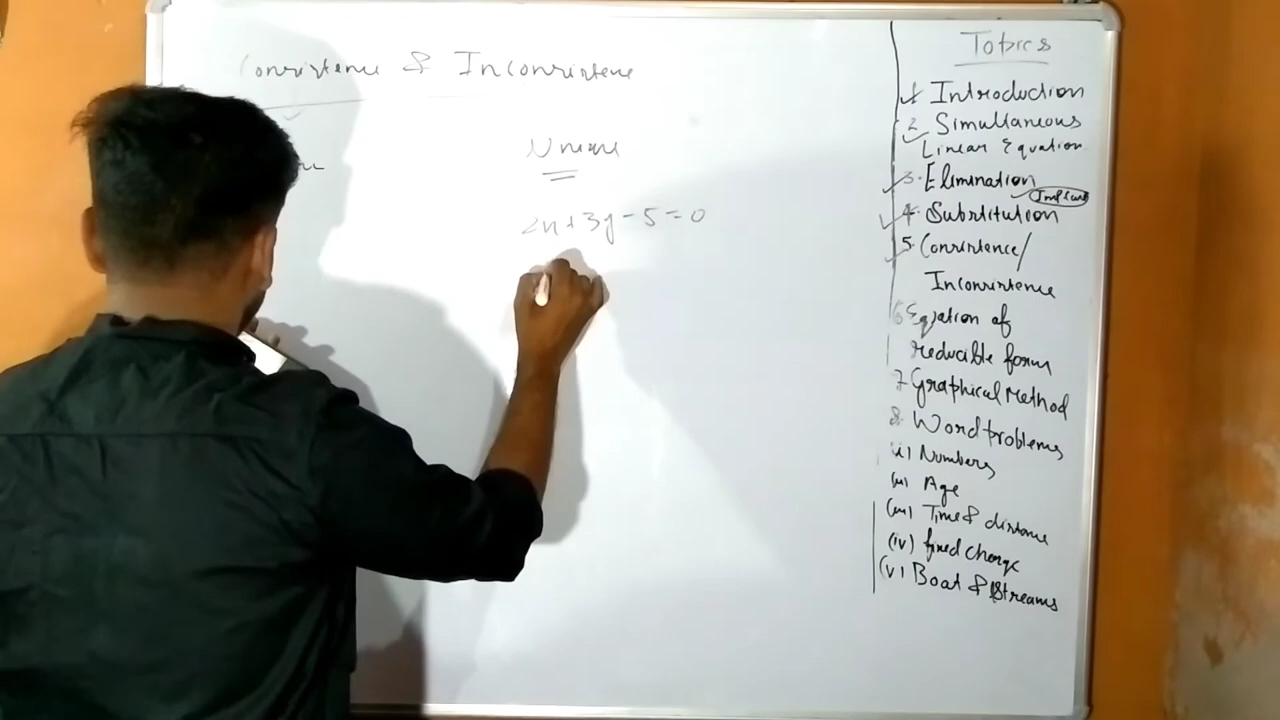 Consistence & Inconsistence
2x+3y-5=0
Topics
1 Introduction
2. Simultaneous
Linear Equation
3. Elimination
4. Substitution
5. Consistence/
Inconsistence
6 Equation of
reducible form
7 Graphical Method
8. Word problems
(i) Numbers
(ii) Age
(iii) Time & distance
(iv) fixed charge
(v) Boat & Streams